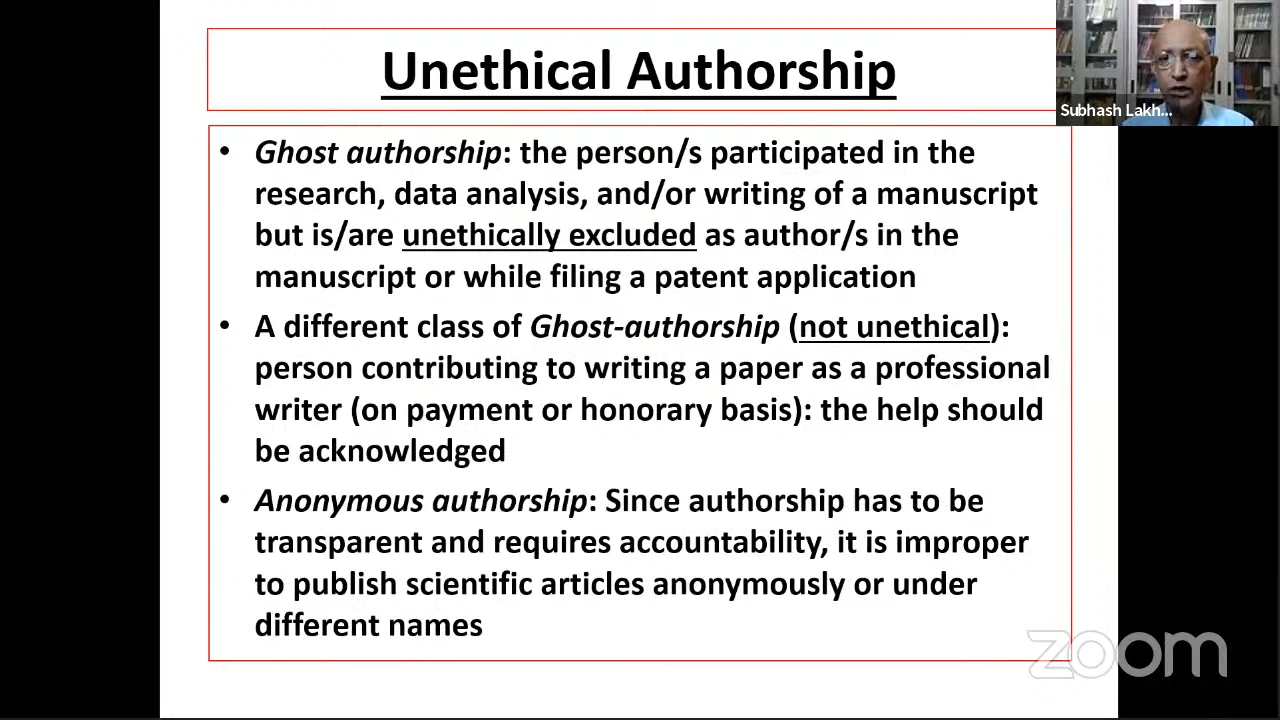 Unethical Authorship
Subhash Lakh...
• Ghost authorship: the person/s participated in the
research, data analysis, and/or writing of a manuscript
but is/are unethically excluded as author/s in the
manuscript or while filing a patent application
• A different class of Ghost-authorship (not unethical):
person contributing to writing a paper as a professional
writer (on payment or honorary basis): the help should
be acknowledged
• Anonymous authorship: Since authorship has to be
transparent and requires accountability, it is improper
to publish scientific articles anonymously or under
different names
zoom